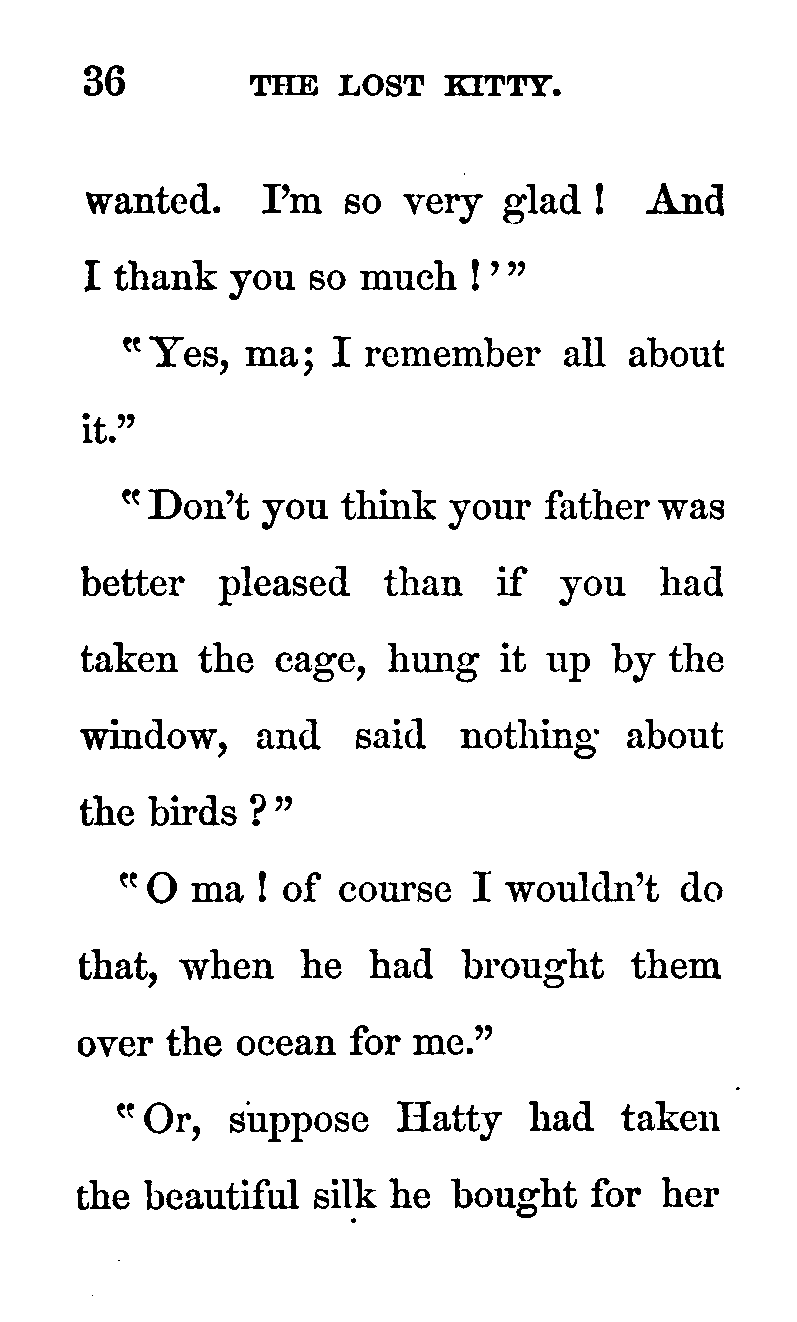 36 THE LOST KITTY.
wanted. I'm so very glad ! And
I thank you so much ! ' "
" Yes, ma; I remember all about
it."
" Don't you think your father was
better pleased than if you had
taken the cage, hung it up by the
window, and said nothing about
the birds ? "
" O ma ! of course I wouldn't do
that, when he had brought them
over the ocean for me."
" Or, suppose Hatty had taken
the beautiful silk he bought for her